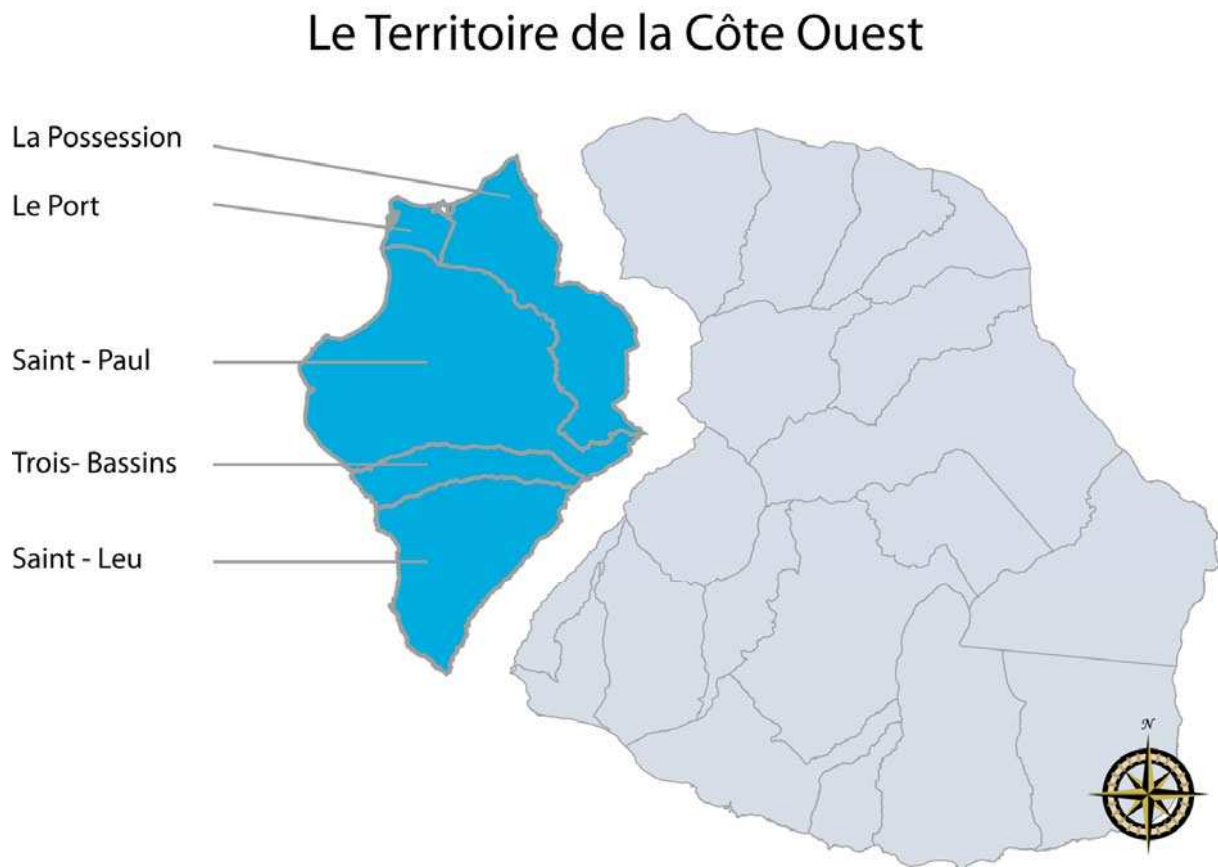 Le Territoire de la Côte Ouest
La Possession
Le Port
Saint - Paul
Trois- Bassins
Saint - Leu
N